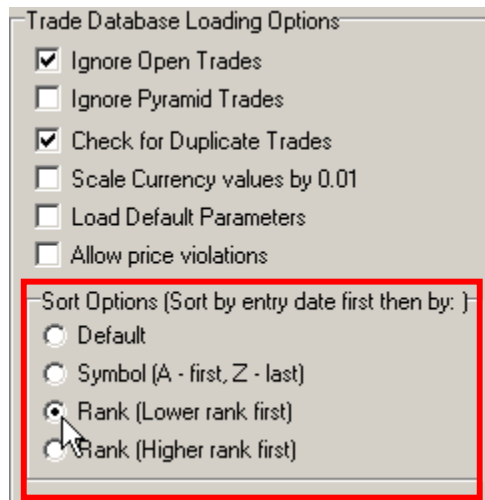 Trade Database Loading Options
Ignore Open Trades
Ignore Pyramid Trades
Check for Duplicate Trades
Scale Currency values by 0.01
Load Default Parameters
Allow price violations
Sort Options (Sort by entry date first then by: )
Default
Symbol (A - first, Z - last)
Rank (Lower rank first)
Rank (Higher rank first)